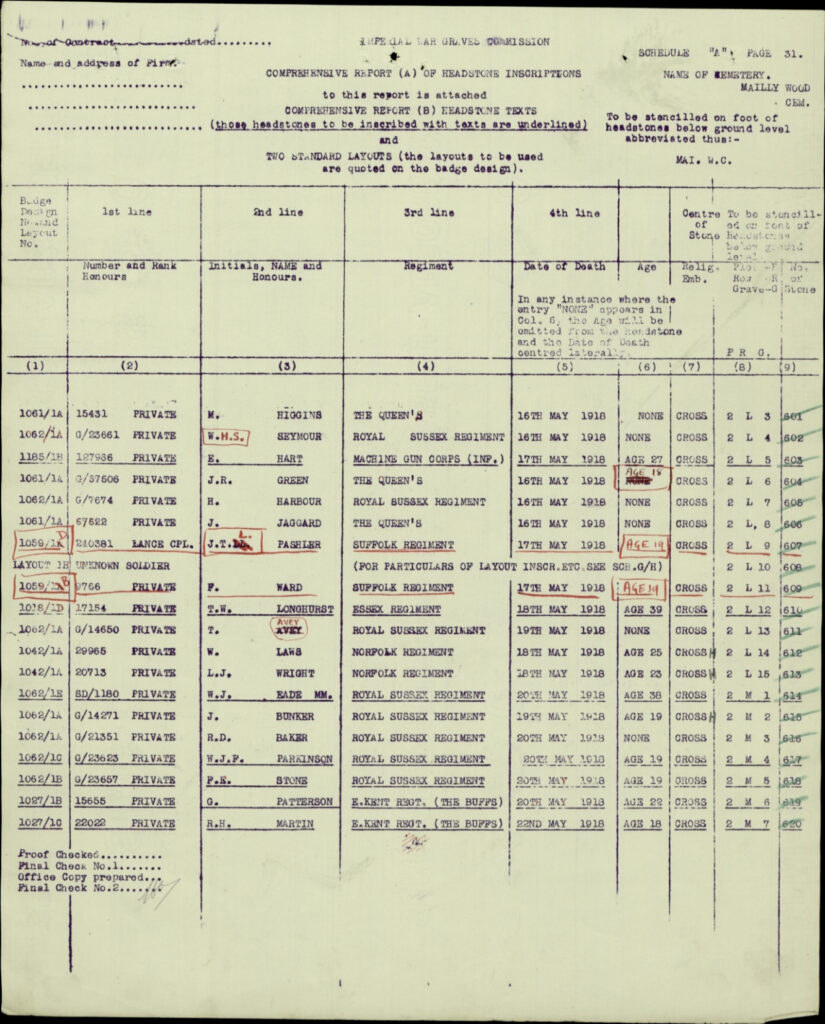 No. of Contract dated.........
IMPERIAL WAR GRAVES COMMISSION
SCHEDULE "A" PAGE 31.
Name and address of Firm.
COMPREHENSIVE REPORT (A) OF HEADSTONE INSCRIPTIONS
NAME OF CEMETERY.
MAILLY WOOD
CEM.
to this report is attached
COMPREHENSIVE REPORT (B) HEADSTONE TEXTS
(those headstones to be inscribed with texts are underlined)
and
TWO STANDARD LAYOUTS (the layouts to be used
are quoted on the badge design).
To be stencilled on foot of
headstones below ground level
abbreviated thus:-
MAI. W.C.
Badge Design No. and Layout No.
1st line
2nd line
3rd line
4th line
Centre of Stone
To be stencilled on foot of Headstone below ground level
Number and Rank Honours
Initials, NAME and Honours.
Regiment
Date of Death
Age
Relig. Emb.
Plot -P Row -R Grave-G
No. of Stone
In any instance where the
entry "NONE" appears in
Col. 6, the Age will be
omitted from the Headstone
and the Date of Death
centred laterally.
P R G.
(1) (2) (3) (4) (5) (6) (7) (8) (9)
1061/1A 15431 PRIVATE M. HIGGINS THE QUEEN'S 16TH MAY 1918 NONE CROSS 2 L 3 601
1062/1A G/23661 PRIVATE W.H.S. SEYMOUR ROYAL SUSSEX REGIMENT 16TH MAY 1918 NONE CROSS 2 L 4 602
1185/1B 127936 PRIVATE E. HART MACHINE GUN CORPS (INF.) 17TH MAY 1918 AGE 27 CROSS 2 L 5 603
1061/1A G/37506 PRIVATE J.R. GREEN THE QUEEN'S 16TH MAY 1918 AGE 18 CROSS 2 L 6 604
1062/1A G/7674 PRIVATE H. HARBOUR ROYAL SUSSEX REGIMENT 16TH MAY 1918 NONE CROSS 2 L 7 605
1061/1A 67522 PRIVATE J. JAGGARD THE QUEEN'S 16TH MAY 1918 NONE CROSS 2 L, 8 606
1059/1D 240381 LANCE CPL. J.T.L. PASHLER SUFFOLK REGIMENT 17TH MAY 1918 AGE 19 CROSS 2 L 9 607
LAYOUT 1H UNKNOWN SOLDIER (FOR PARTICULARS OF LAYOUT INSCR.ETC.SEE SCH.G/H) 2 L 10 608
1059/1B 9766 PRIVATE F. WARD SUFFOLK REGIMENT 17TH MAY 1918 AGE 19 CROSS 2 L 11 609
1018/1D 17154 PRIVATE T.W. LONGHURST ESSEX REGIMENT 18TH MAY 1918 AGE 39 CROSS 2 L 12 610
1062/1A G/14650 PRIVATE T. AVEY ROYAL SUSSEX REGIMENT 19TH MAY 1918 NONE CROSS 2 L 13 611
1042/1A 29965 PRIVATE W. LAWS NORFOLK REGIMENT 18TH MAY 1918 AGE 25 CROSS 2 L 14 612
1042/1A 20713 PRIVATE L.J. WRIGHT NORFOLK REGIMENT 18TH MAY 1918 AGE 23 CROSS 2 L 15 613
1062/1E SD/1180 PRIVATE W.J. EADE MM. ROYAL SUSSEX REGIMENT 20TH MAY 1918 AGE 38 CROSS 2 M 1 614
1062/1A G/14271 PRIVATE J. BUNKER ROYAL SUSSEX REGIMENT 19TH MAY 1918 AGE 19 CROSS 2 M 2 615
1062/1A G/21351 PRIVATE R.D. BAKER ROYAL SUSSEX REGIMENT 20TH MAY 1918 NONE CROSS 2 M 3 616
1062/1C G/23623 PRIVATE W.J.F. PARKINSON ROYAL SUSSEX REGIMENT 20TH MAY 1918 AGE 19 CROSS 2 M 4 617
1062/1B G/23657 PRIVATE F.E. STONE ROYAL SUSSEX REGIMENT 20TH MAY 1918 AGE 19 CROSS 2 M 5 618
1027/1B 15655 PRIVATE G. PATTERSON E.KENT REGT. (THE BUFFS) 20TH MAY 1918 AGE 22 CROSS 2 M 6 619
1027/1C 22022 PRIVATE R.H. MARTIN E.KENT REGT. (THE BUFFS) 22ND MAY 1918 AGE 18 CROSS 2 M 7 620
Proof Checked..........
Final Check No.1.......
Office Copy prepared...
Final Check No.2.......